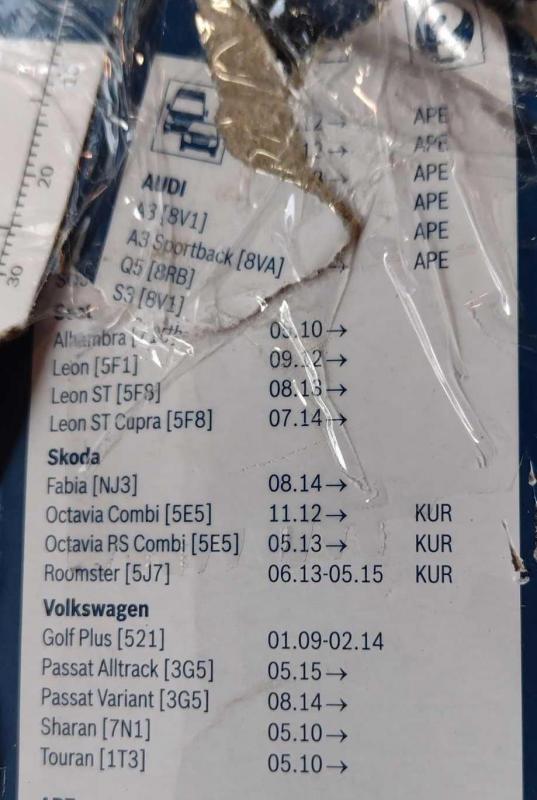 20
30
APE
APE
APE
APE
APE
APE
AUDI
A3 [8V1]
A3 Sportback [8VA]
Q5 [8RB]
S3 [8V1]
Alhambra 10→
Leon [5F1] 09.12→
Leon ST [5F8] 08.13→
Leon ST Cupra [5F8] 07.14→
Skoda
Fabia [NJ3] 08.14→
Octavia Combi [5E5] 11.12→ KUR
Octavia RS Combi [5E5] 05.13→ KUR
Roomster [5J7] 06.13-05.15 KUR
Volkswagen
Golf Plus [521] 01.09-02.14
Passat Alltrack [3G5] 05.15→
Passat Variant [3G5] 08.14→
Sharan [7N1] 05.10→
Touran [1T3] 05.10→